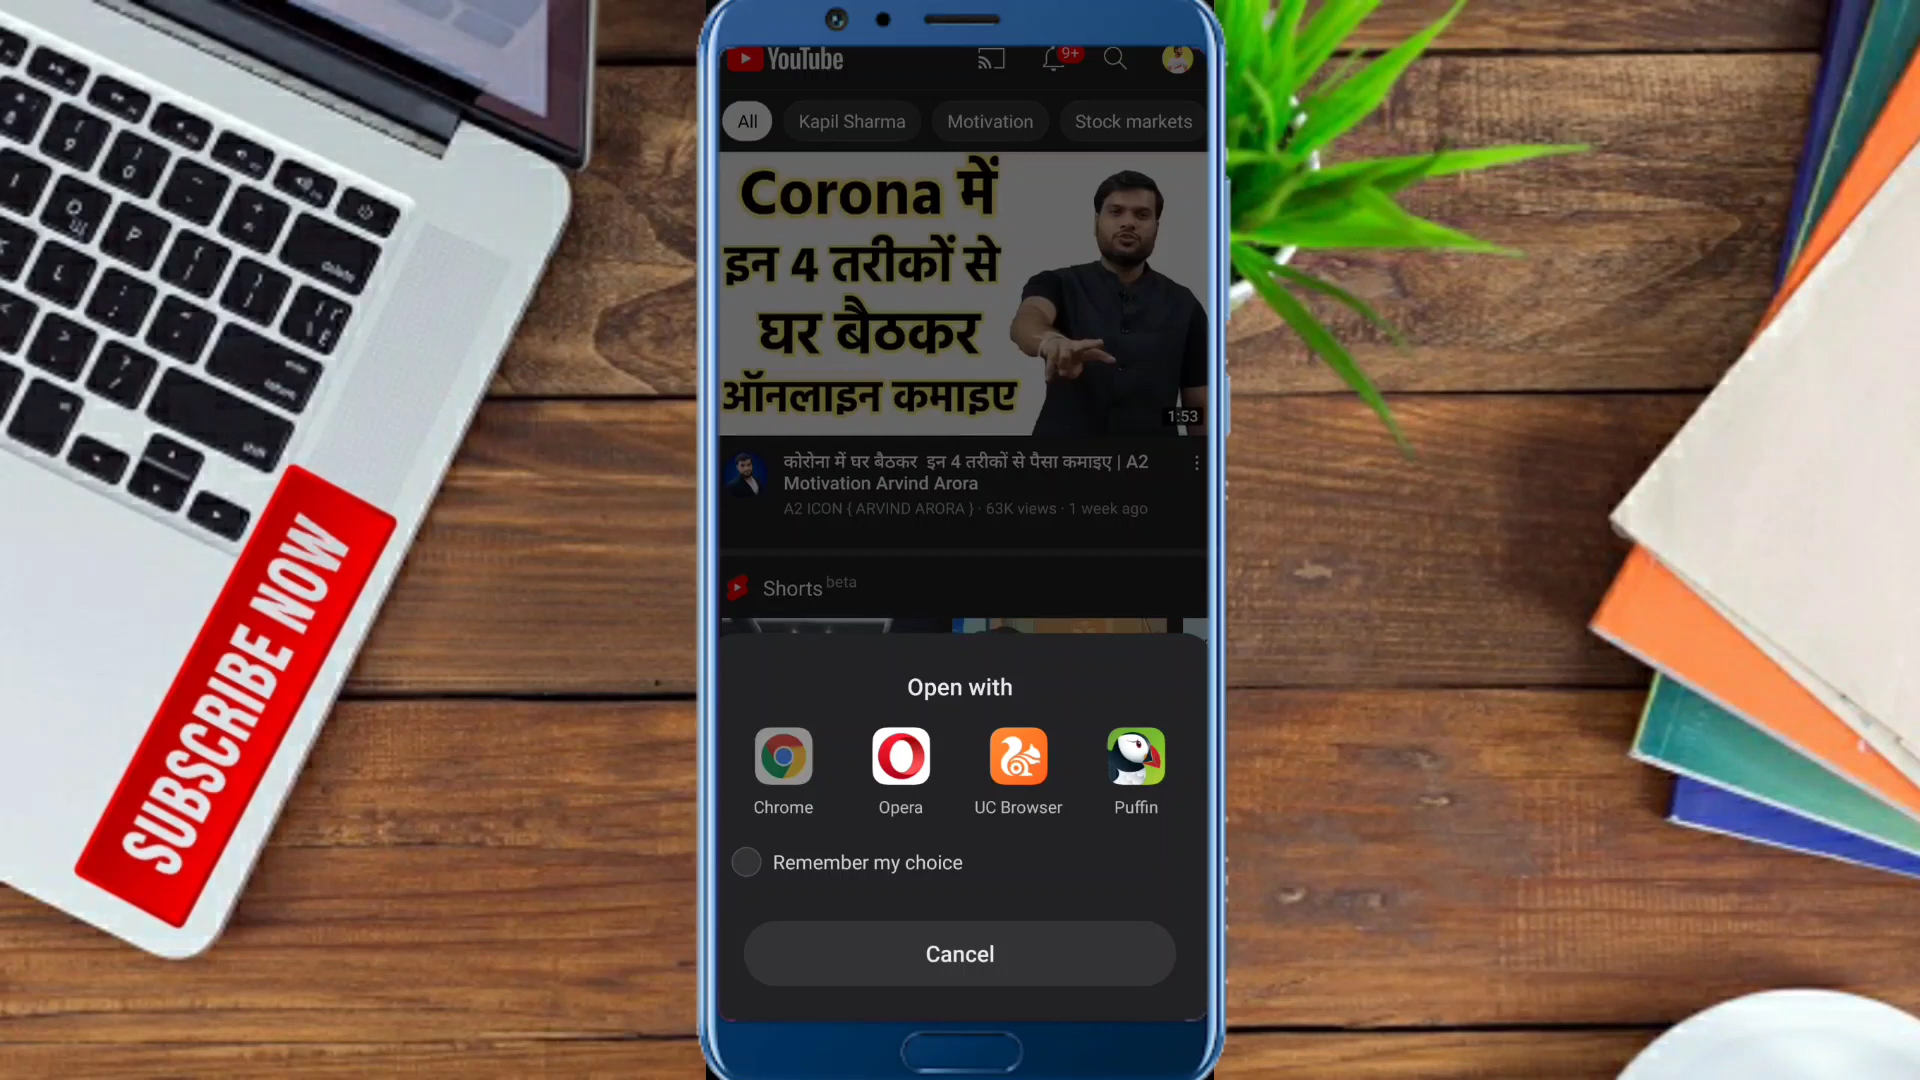 YouTube
9+
All
Kapil Sharma
Motivation
Stock markets
Corona में
इन 4 तरीकों से
घर बैठकर
ऑनलाइन कमाइए
1:53
कोरोना में घर बैठकर इन 4 तरीकों से पैसा कमाइए | A2
Motivation Arvind Arora
A2 ICON { ARVIND ARORA } · 63K views · 1 week ago
Shorts beta
Open with
Chrome
Opera
UC Browser
Puffin
Remember my choice
Cancel
SUBSCRIBE NOW
delete
shift